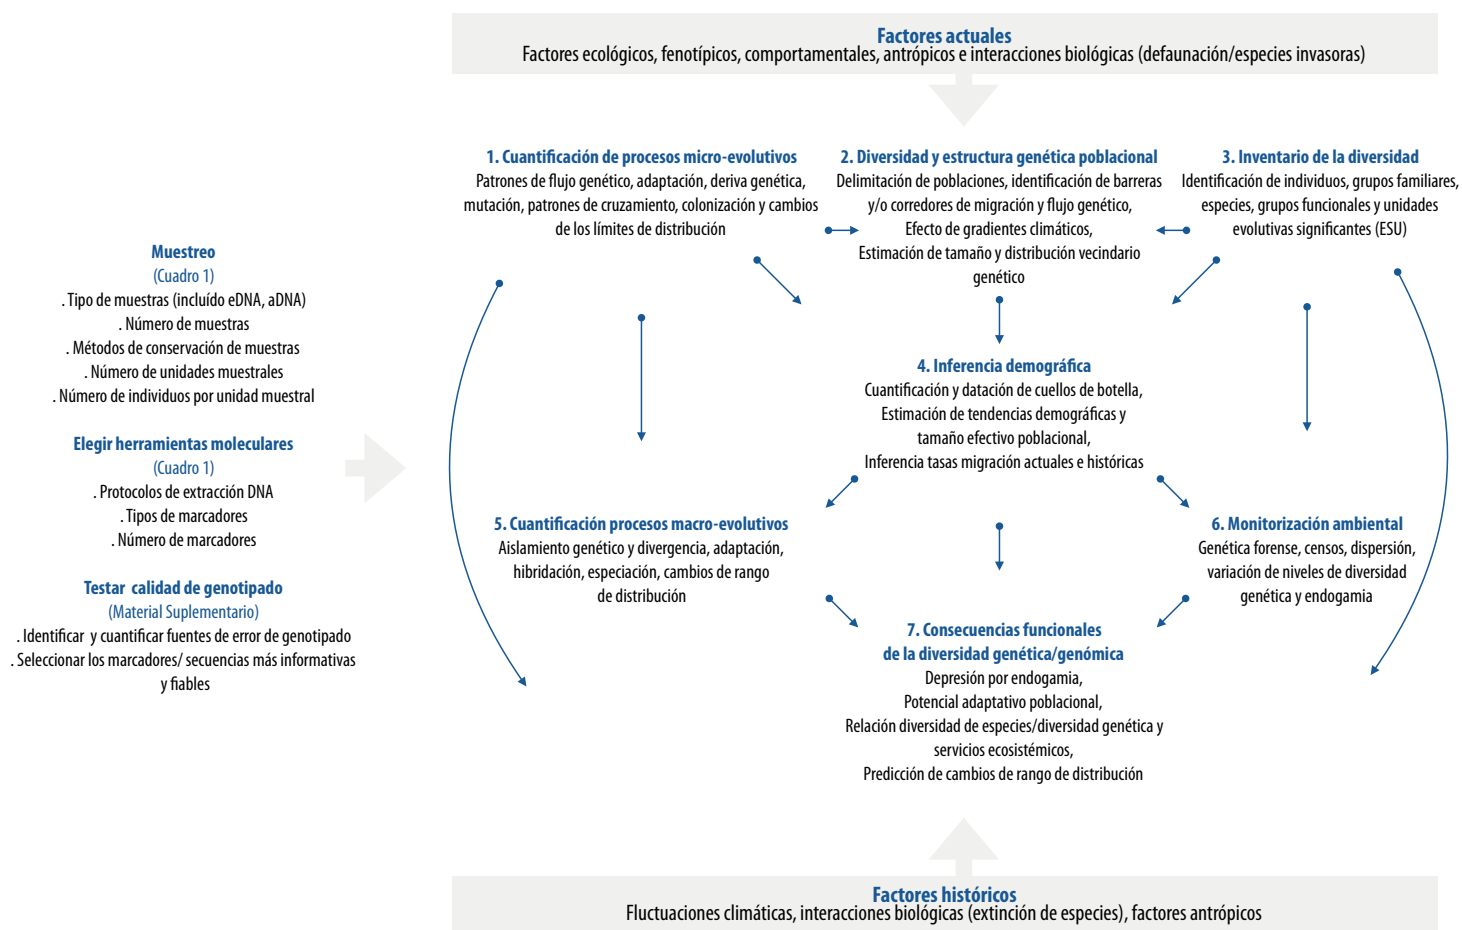 Factores actuales
Factores ecológicos, fenotípicos, comportamentales, antrópicos e interacciones biológicas (defaunación/especies invasoras)
Muestreo
(Cuadro 1)
. Tipo de muestras (incluído eDNA, aDNA)
. Número de muestras
. Métodos de conservación de muestras
. Número de unidades muestrales
. Número de individuos por unidad muestral
Elegir herramientas moleculares
(Cuadro 1)
. Protocolos de extracción DNA
. Tipos de marcadores
. Número de marcadores
Testar calidad de genotipado
(Material Suplementario)
. Identificar y cuantificar fuentes de error de genotipado
. Seleccionar los marcadores/ secuencias más informativas
y fiables
1. Cuantificación de procesos micro-evolutivos
Patrones de flujo genético, adaptación, deriva genética,
mutación, patrones de cruzamiento, colonización y cambios
de los límites de distribución
2. Diversidad y estructura genética poblacional
Delimitación de poblaciones, identificación de barreras
y/o corredores de migración y flujo genético,
Efecto de gradientes climáticos,
Estimación de tamaño y distribución vecindario
genético
3. Inventario de la diversidad
Identificación de individuos, grupos familiares,
especies, grupos funcionales y unidades
evolutivas significantes (ESU)
4. Inferencia demográfica
Cuantificación y datación de cuellos de botella,
Estimación de tendencias demográficas y
tamaño efectivo poblacional,
Inferencia tasas migración actuales e históricas
5. Cuantificación procesos macro-evolutivos
Aislamiento genético y divergencia, adaptación,
hibridación, especiación, cambios de rango
de distribución
6. Monitorización ambiental
Genética forense, censos, dispersión,
variación de niveles de diversidad
genética y endogamia
7. Consecuencias funcionales
de la diversidad genética/genómica
Depresión por endogamia,
Potencial adaptativo poblacional,
Relación diversidad de especies/diversidad genética y
servicios ecosistémicos,
Predicción de cambios de rango de distribución
Factores históricos
Fluctuaciones climáticas, interacciones biológicas (extinción de especies), factores antrópicos